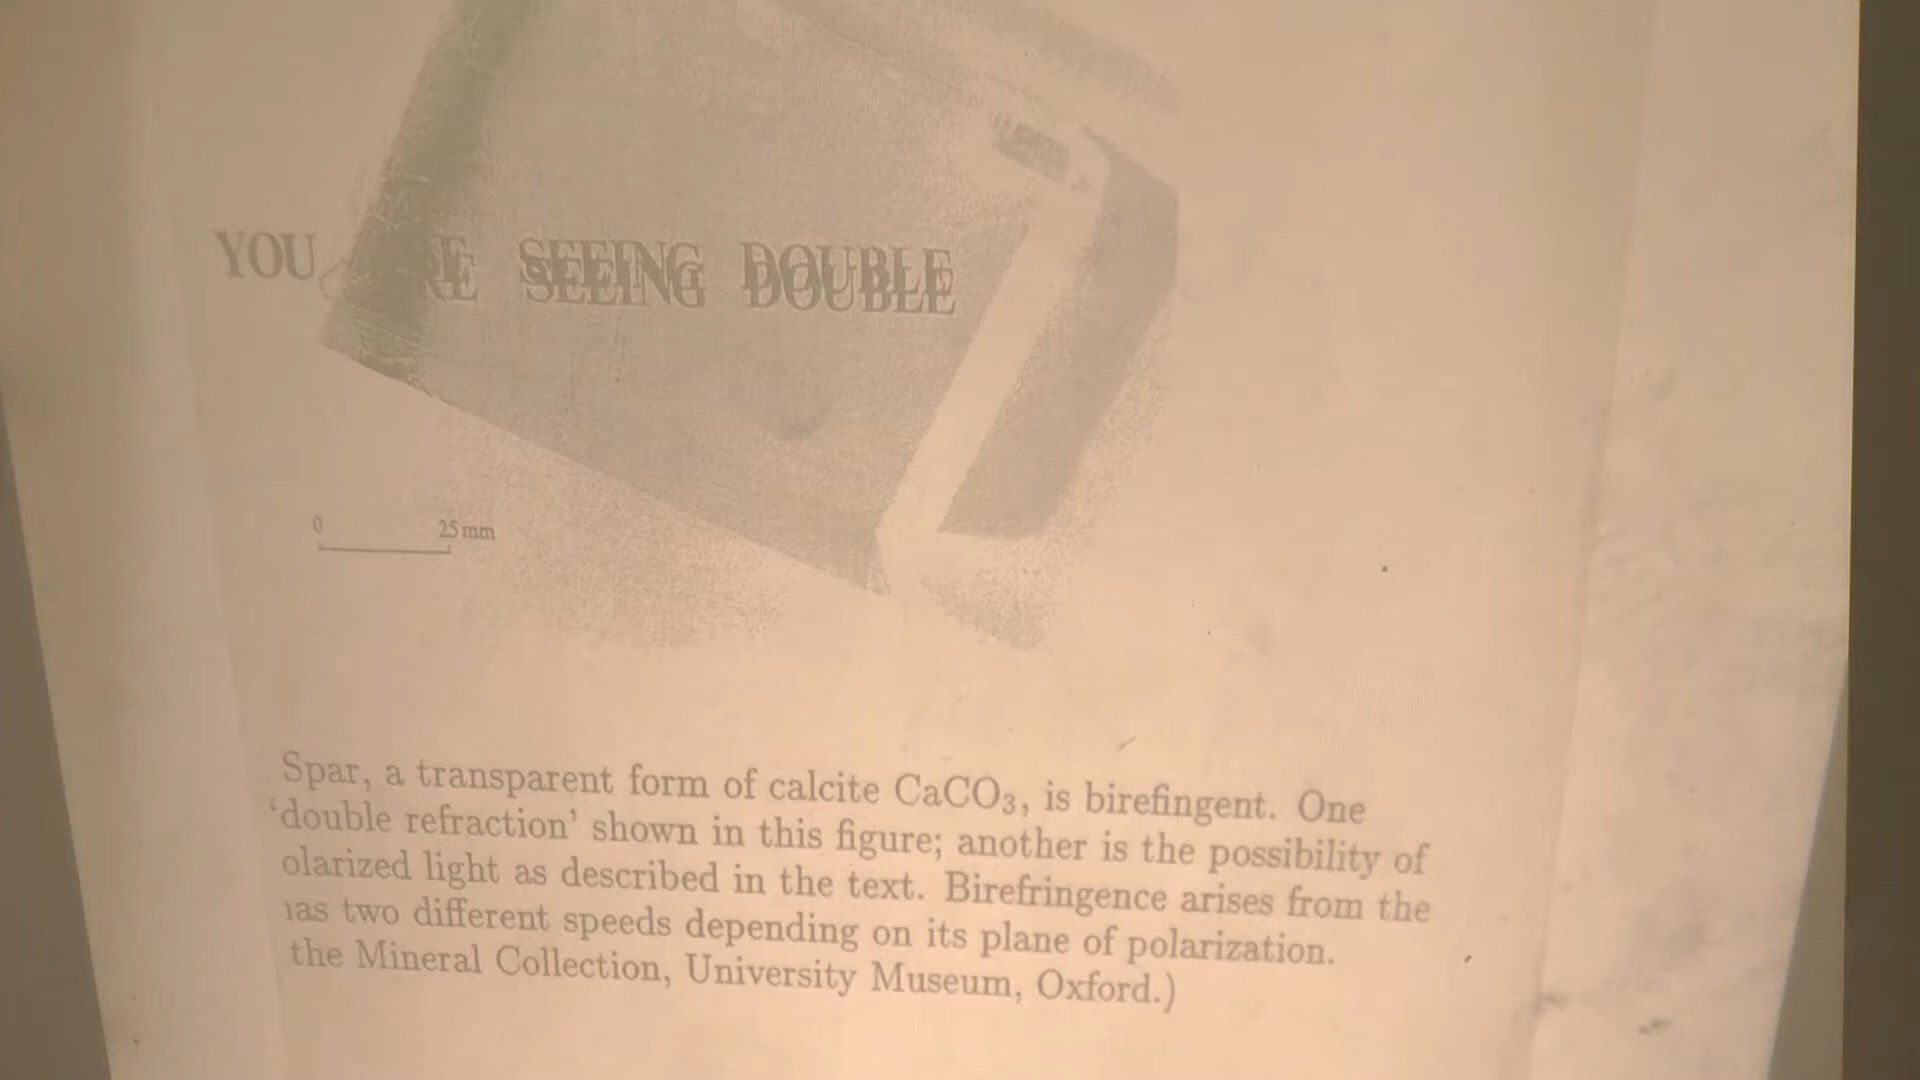 YOU RE SEEING DOUBLE
0 25 mm
Spar, a transparent form of calcite CaCO₃, is birefingent. One
‘double refraction’ shown in this figure; another is the possibility of
olarized light as described in the text. Birefringence arises from the
as two different speeds depending on its plane of polarization.
the Mineral Collection, University Museum, Oxford.)